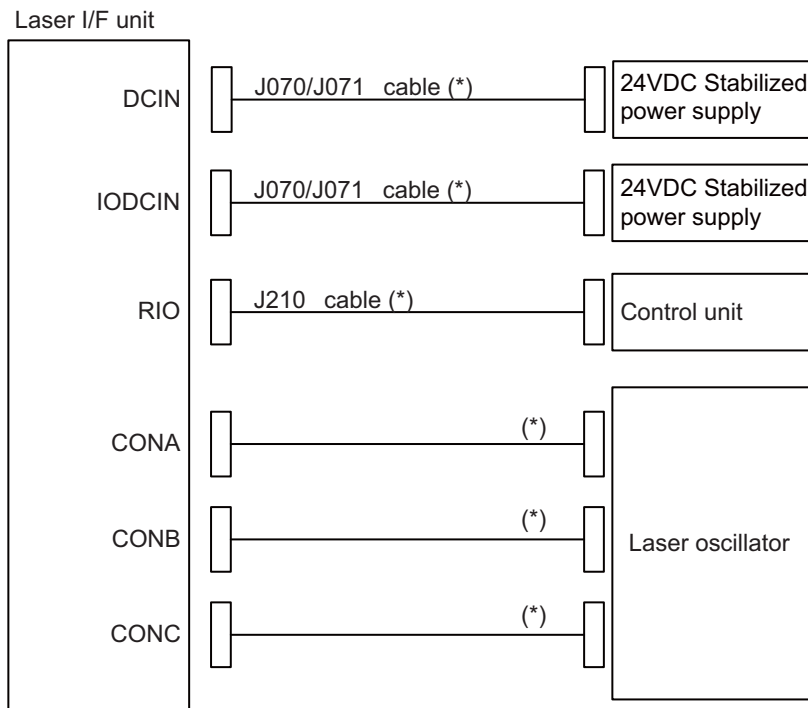 Laser I/F unit
DCIN
J070/J071 cable (*)
24VDC Stabilized
power supply
IODCIN
J070/J071 cable (*)
24VDC Stabilized
power supply
RIO
J210 cable (*)
Control unit
CONA
(*)
CONB
(*)
Laser oscillator
CONC
(*)